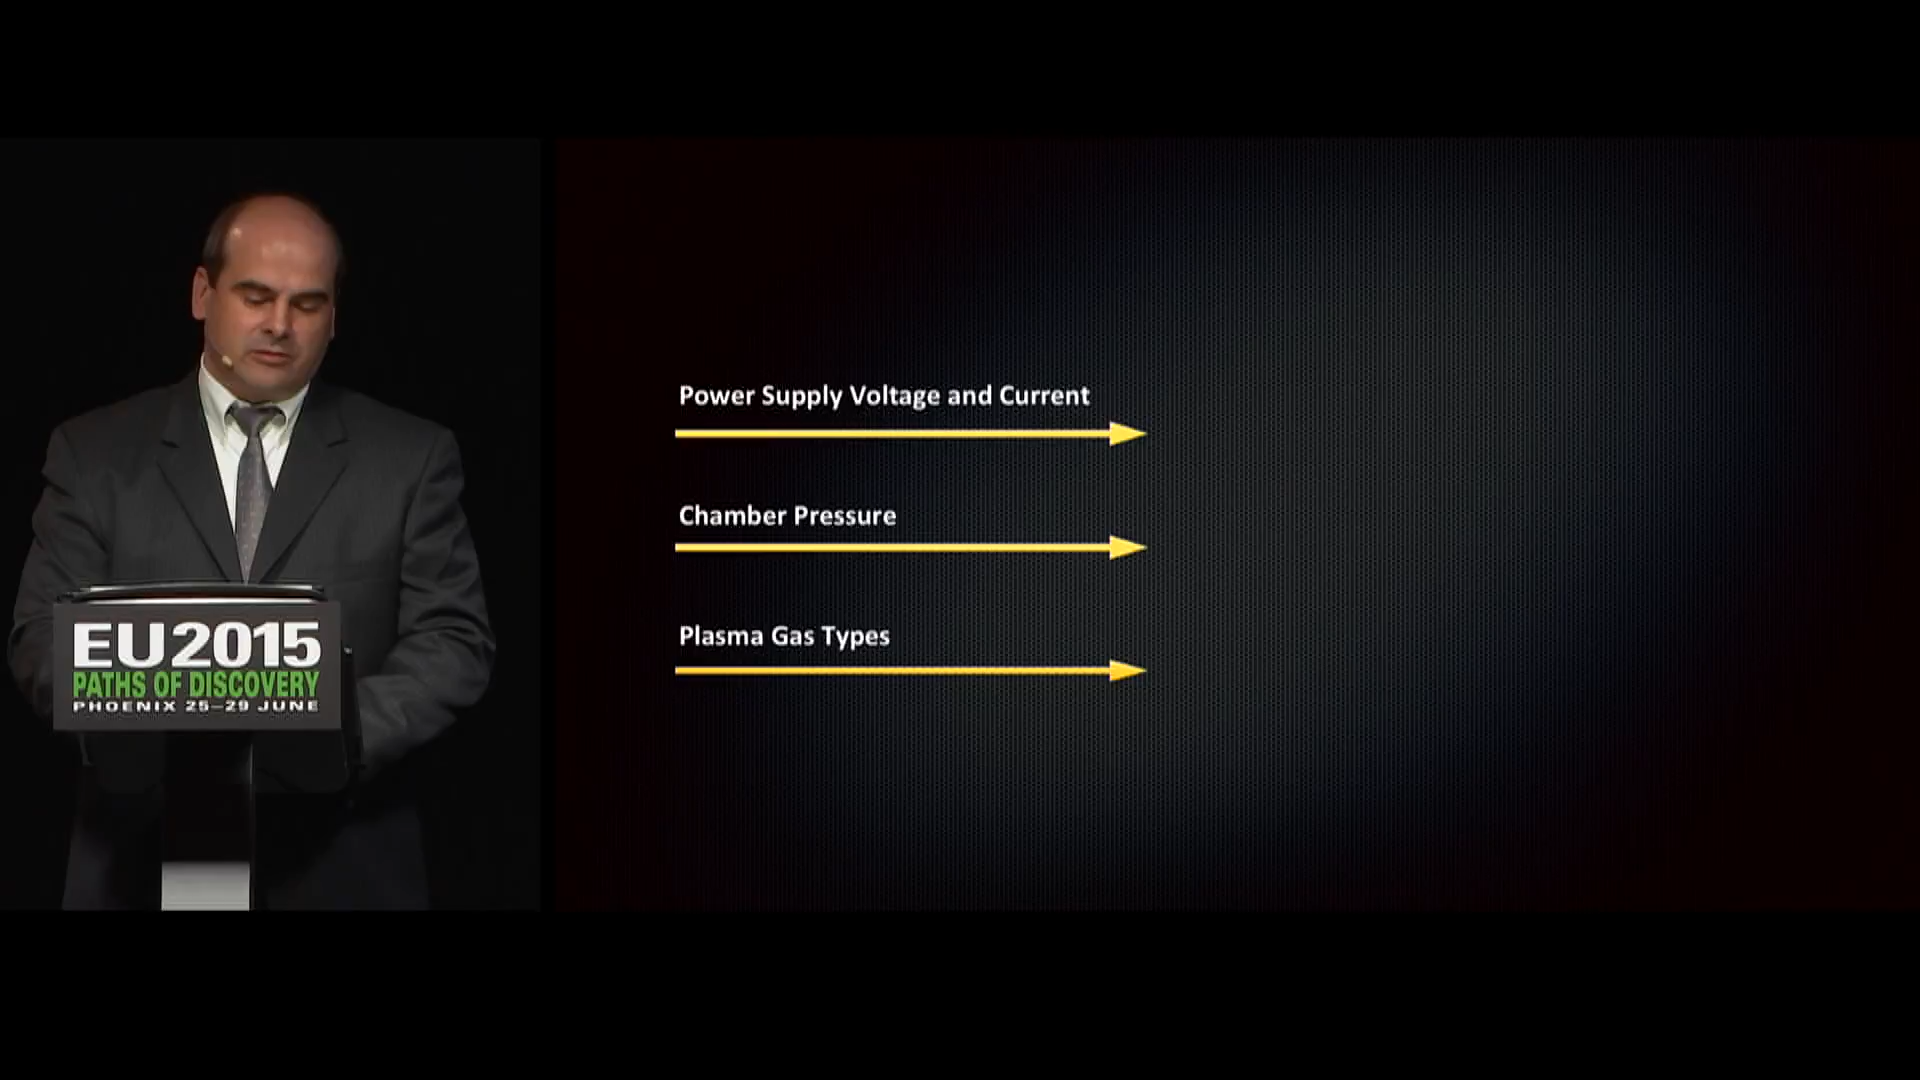 Power Supply Voltage and Current
Chamber Pressure
Plasma Gas Types
EU2015
PATHS OF DISCOVERY
PHOENIX 25–29 JUNE